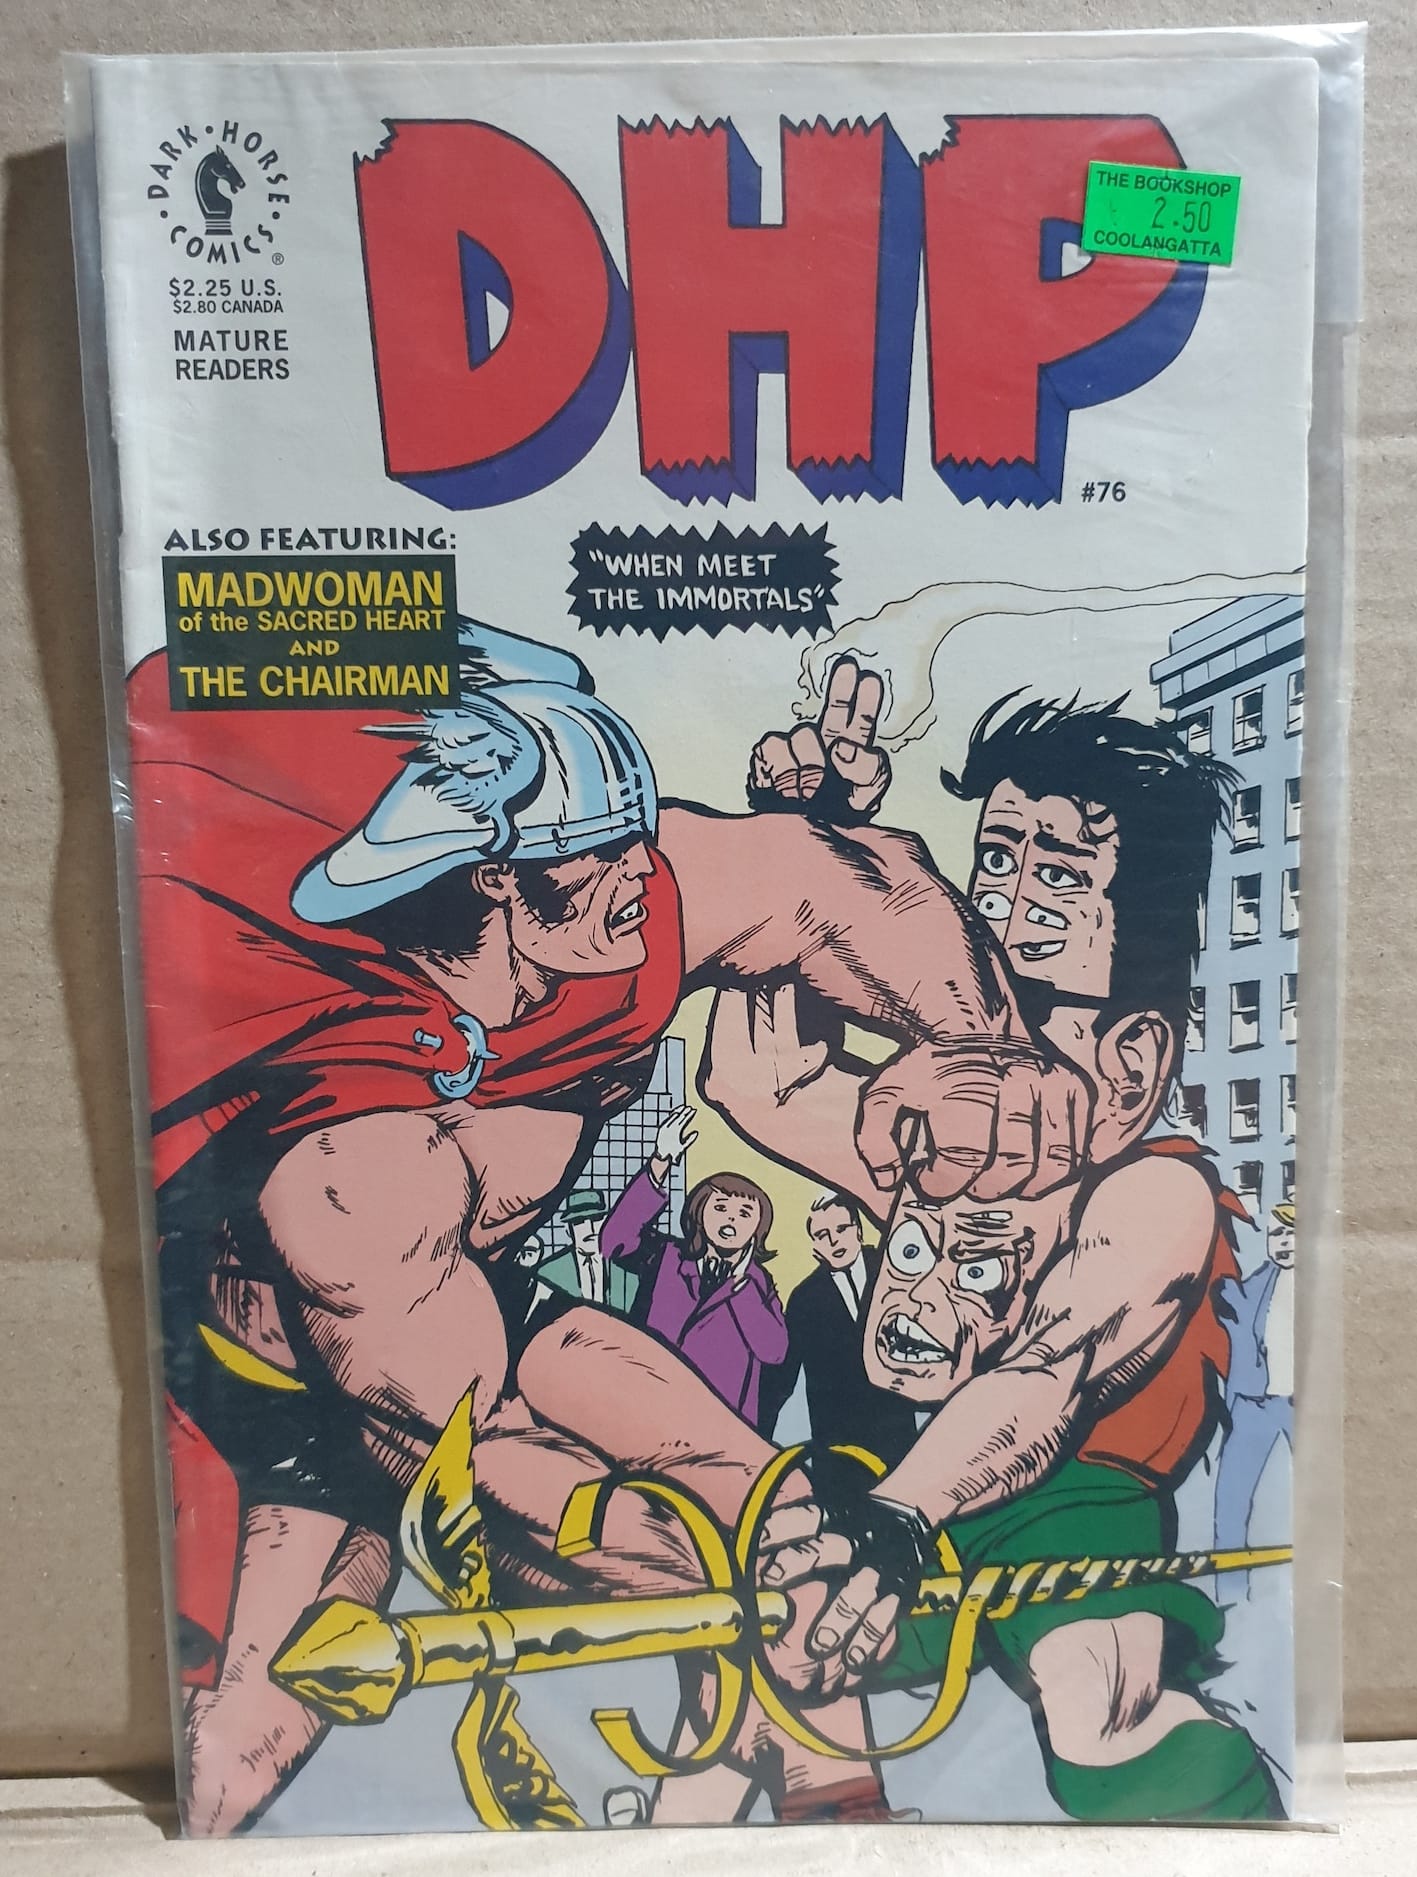 DARK • HORSE • COMICS • ®
$2.25 U.S.
$2.80 CANADA
MATURE
READERS
DHP
THE BOOKSHOP
2.50
COOLANGATTA
#76
ALSO FEATURING:
MADWOMAN
of the SACRED HEART
AND
THE CHAIRMAN
"WHEN MEET
THE IMMORTALS"